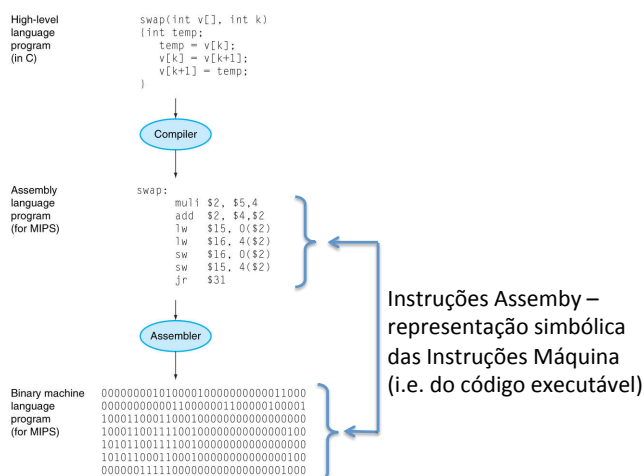 High-level
language
program
(in C)
swap(int v[], int k)
{int temp;
temp = v[k];
v[k] = v[k+1];
v[k+1] = temp;
}
Compiler
Assembly
language
program
(for MIPS)
swap:
muli $2, $5,4
add $2, $4,$2
lw $15, 0($2)
lw $16, 4($2)
sw $16, 0($2)
sw $15, 4($2)
jr $31
Instruções Assemby –
representação simbólica
das Instruções Máquina
(i.e. do código executável)
Assembler
Binary machine
language
program
(for MIPS)
00000000101000010000000000011000
00000000000110000001100000100001
10001100011000100000000000000000
10001100111100100000000000000100
10101100111100100000000000000000
10101100011000100000000000000100
00000011111000000000000000001000